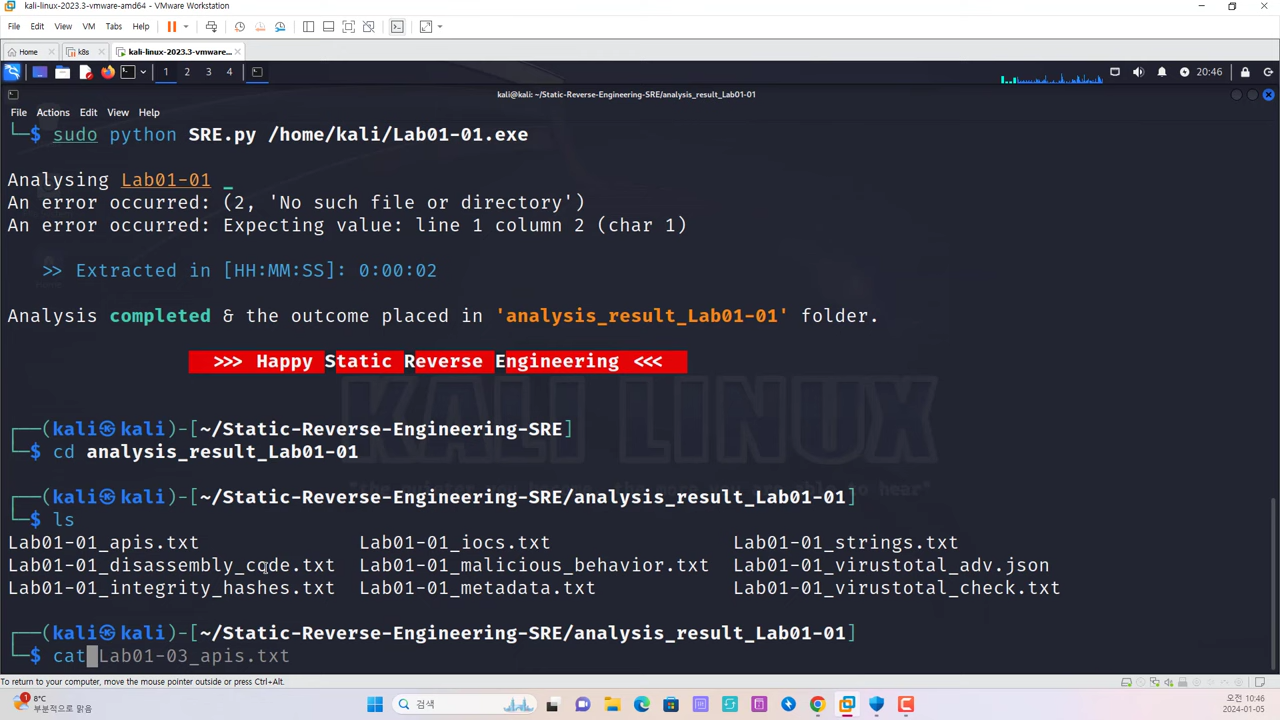 kali-linux-2023.3-vmware-amd64 - VMware Workstation
File Edit View VM Tabs Help
Home k8s kali-linux-2023.3-vmware...
1 2 3 4 20:46
kali@kali: ~/Static-Reverse-Engineering-SRE/analysis_result_Lab01-01
File Actions Edit View Help
└─$ sudo python SRE.py /home/kali/Lab01-01.exe
Analysing Lab01-01 _
An error occurred: (2, 'No such file or directory')
An error occurred: Expecting value: line 1 column 2 (char 1)
>> Extracted in [HH:MM:SS]: 0:00:02
Analysis completed & the outcome placed in 'analysis_result_Lab01-01' folder.
>>> Happy Static Reverse Engineering <<<
KALI LINUX
┌──(kali㉿kali)-[~/Static-Reverse-Engineering-SRE]
└─$ cd analysis_result_Lab01-01
┌──(kali㉿kali)-[~/Static-Reverse-Engineering-SRE/analysis_result_Lab01-01]
└─$ ls
Lab01-01_apis.txt Lab01-01_iocs.txt Lab01-01_strings.txt
Lab01-01_disassembly_code.txt Lab01-01_malicious_behavior.txt Lab01-01_virustotal_adv.json
Lab01-01_integrity_hashes.txt Lab01-01_metadata.txt Lab01-01_virustotal_check.txt
┌──(kali㉿kali)-[~/Static-Reverse-Engineering-SRE/analysis_result_Lab01-01]
└─$ cat Lab01-03_apis.txt
To return to your computer, move the mouse pointer outside or press Ctrl+Alt.
8°C
부분적으로 맑음
검색
오전 10:46
2024-01-05